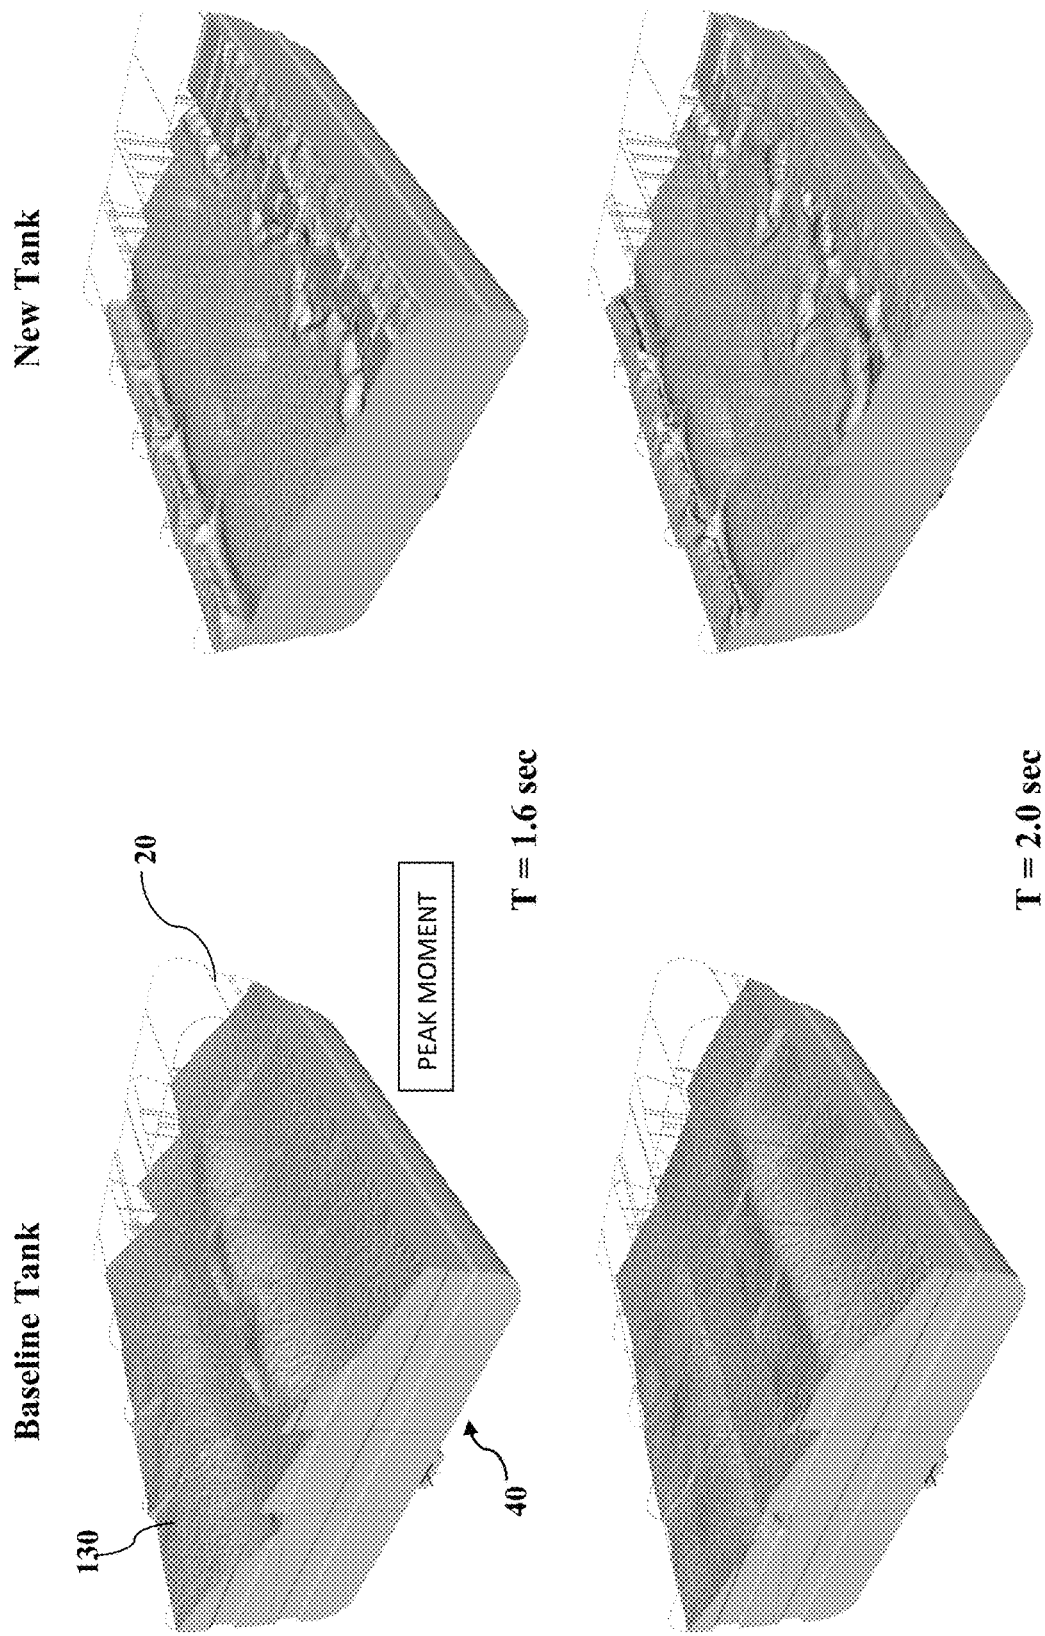 Baseline Tank
New Tank
130
20
40
PEAK MOMENT
T = 1.6 sec
T = 2.0 sec